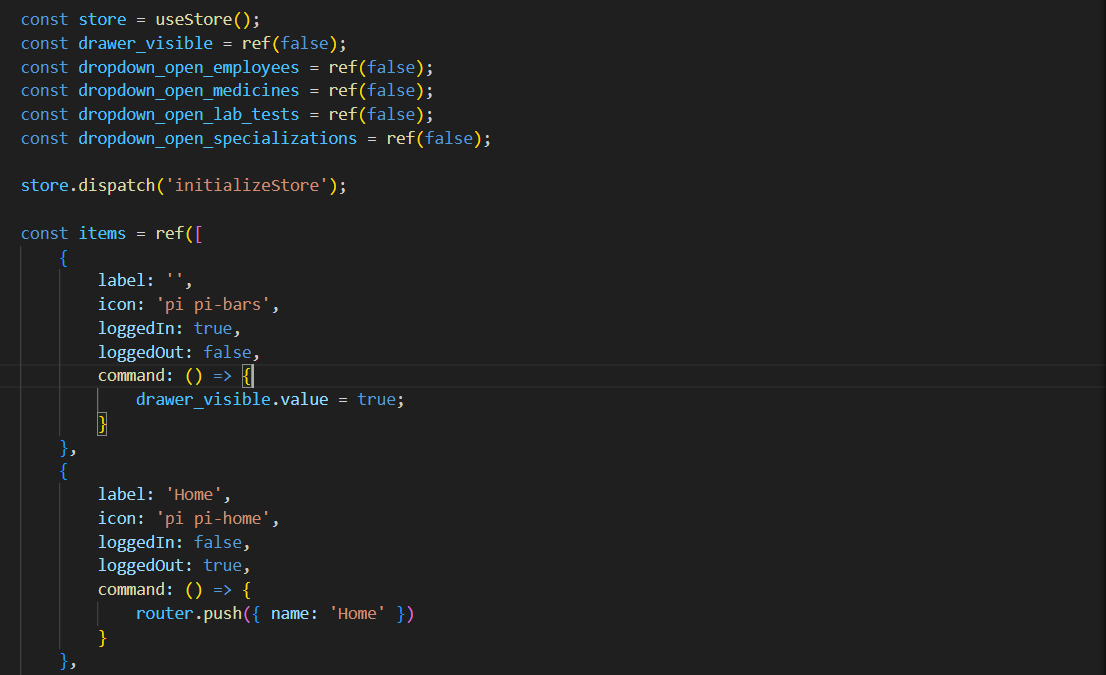 const store = useStore();
const drawer_visible = ref(false);
const dropdown_open_employees = ref(false);
const dropdown_open_medicines = ref(false);
const dropdown_open_lab_tests = ref(false);
const dropdown_open_specializations = ref(false);
store.dispatch('initializeStore');
const items = ref([
    {
        label: '',
        icon: 'pi pi-bars',
        loggedIn: true,
        loggedOut: false,
        command: () => {
            drawer_visible.value = true;
        }
    },
    {
        label: 'Home',
        icon: 'pi pi-home',
        loggedIn: false,
        loggedOut: true,
        command: () => {
            router.push({ name: 'Home' })
        }
    },